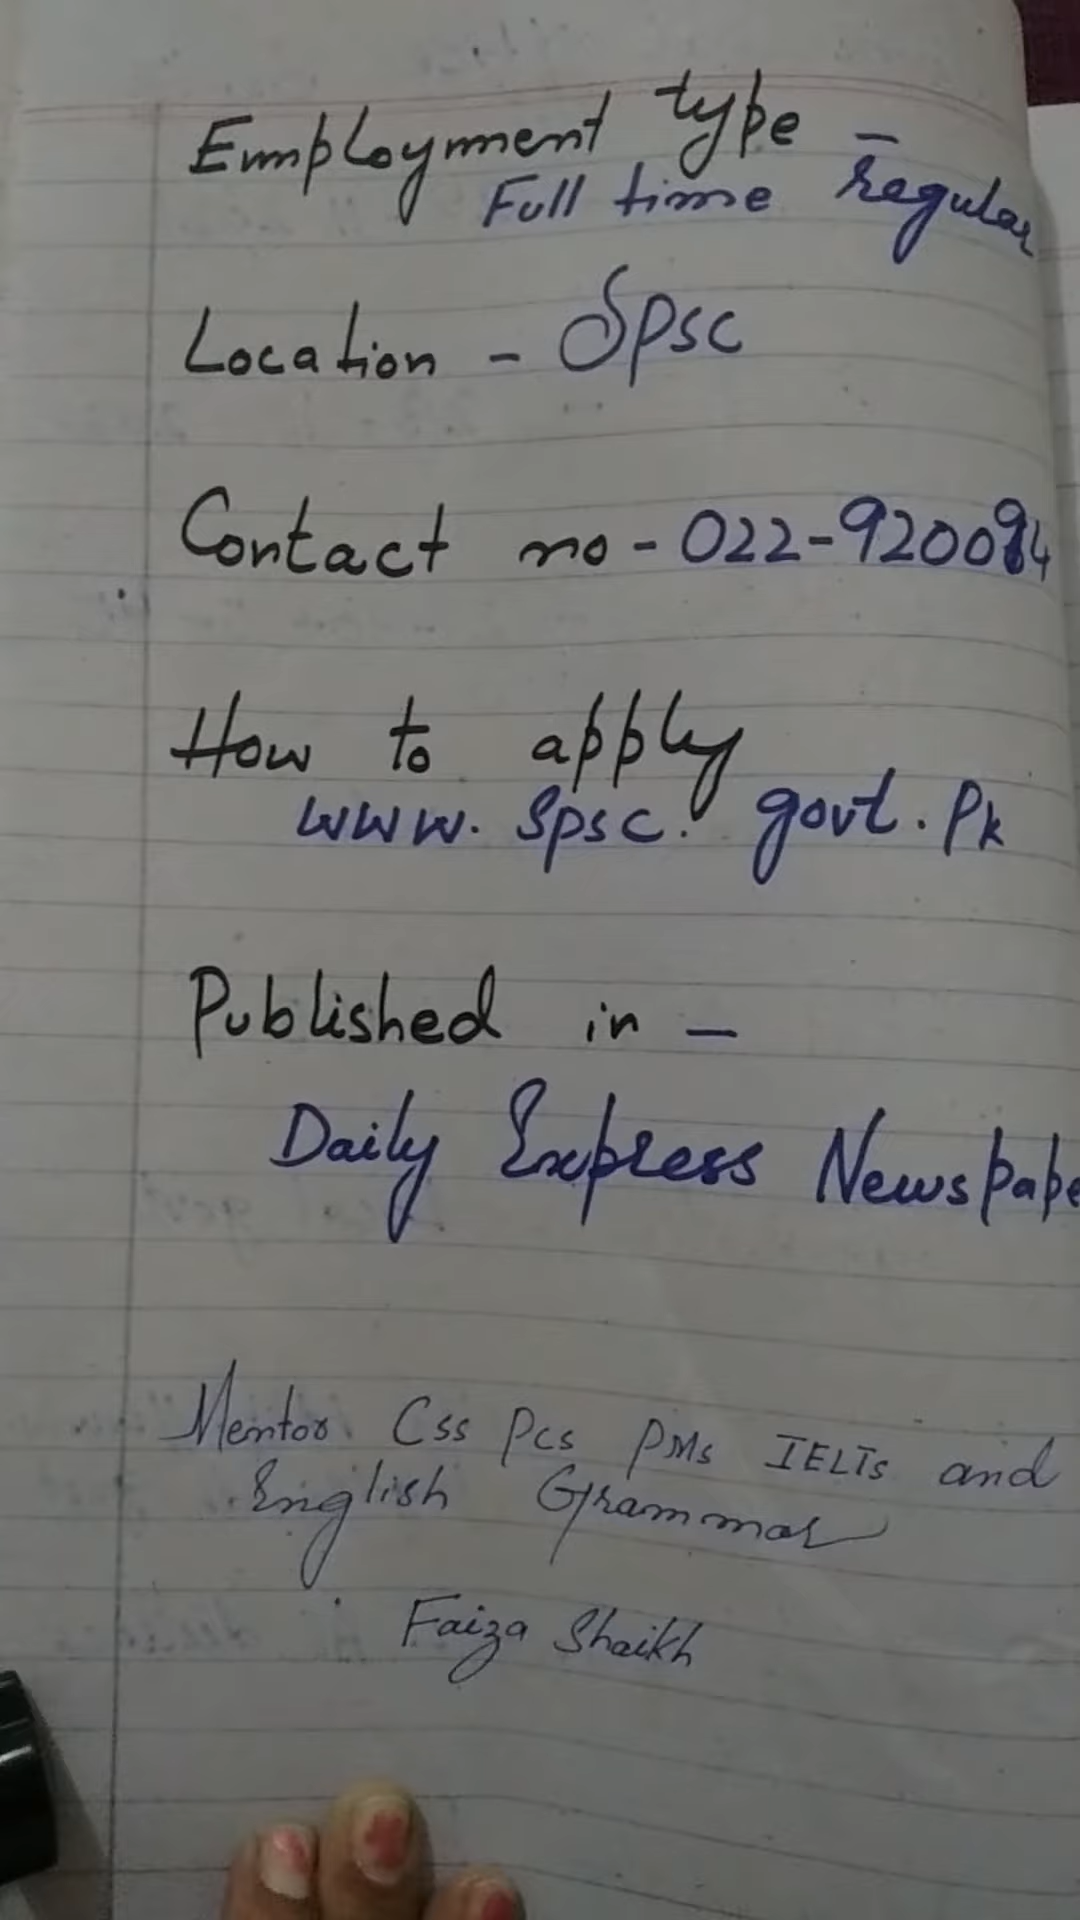 Employment type -
Full time regular
Location - Spsc
Contact no - 022-9200
How to apply
www. Spsc. govt. Pk
Published in -
Daily Express Newspape
Mentor Css Pcs PMs IELTs and
English Grammar
Faiza Shaikh